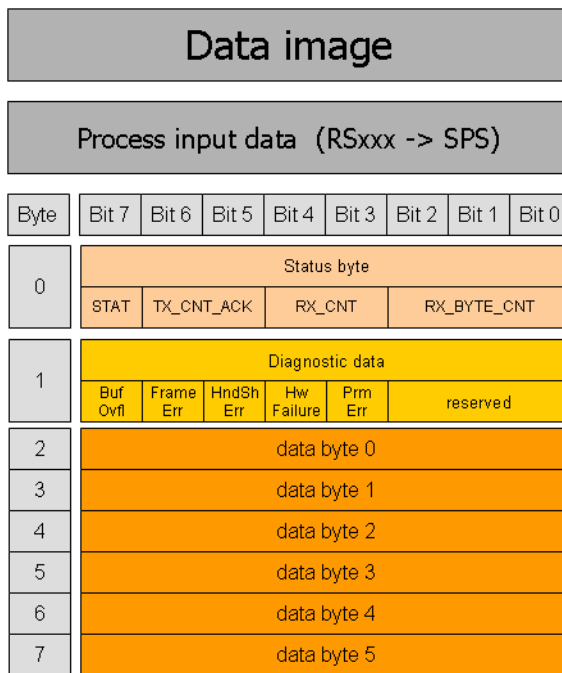 Data image
Process input data (RSxxx -> SPS)
Byte Bit 7 Bit 6 Bit 5 Bit 4 Bit 3 Bit 2 Bit 1 Bit 0
0
Status byte
STAT TX_CNT_ACK RX_CNT RX_BYTE_CNT
1
Diagnostic data
Buf Frame HndSh Hw Prm reserved
Ovfl Err Err Failure Err
2 data byte 0
3 data byte 1
4 data byte 2
5 data byte 3
6 data byte 4
7 data byte 5